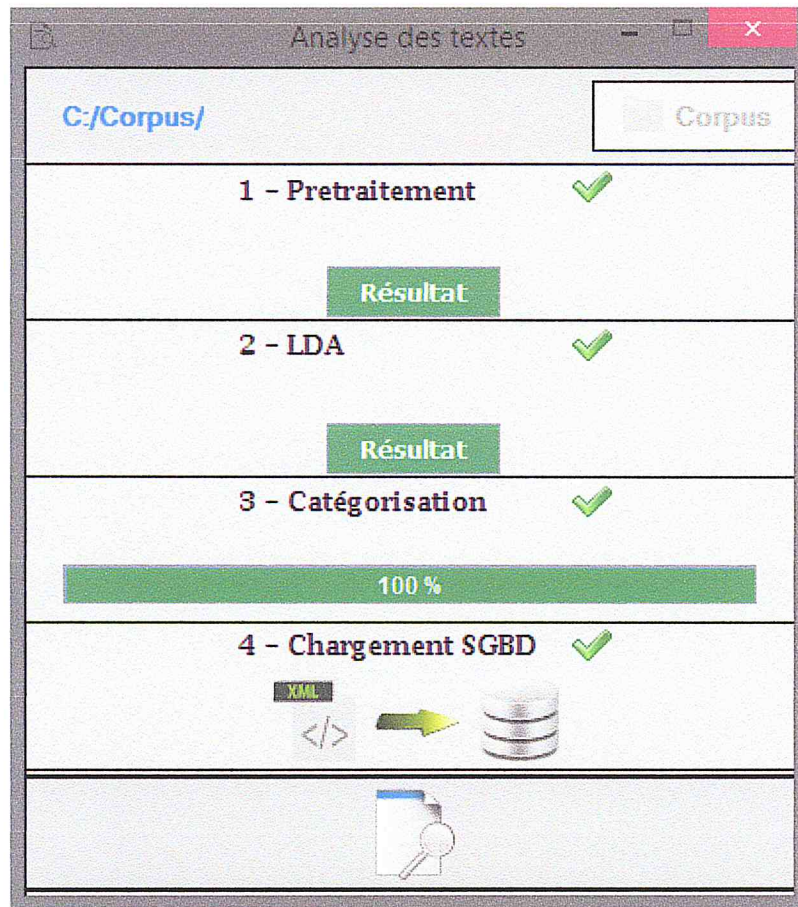 Analyse des textes
C:/Corpus/
Corpus
1 – Pretraitement
Résultat
2 – LDA
Résultat
3 – Catégorisation
100 %
4 – Chargement SGBD
XML
</>